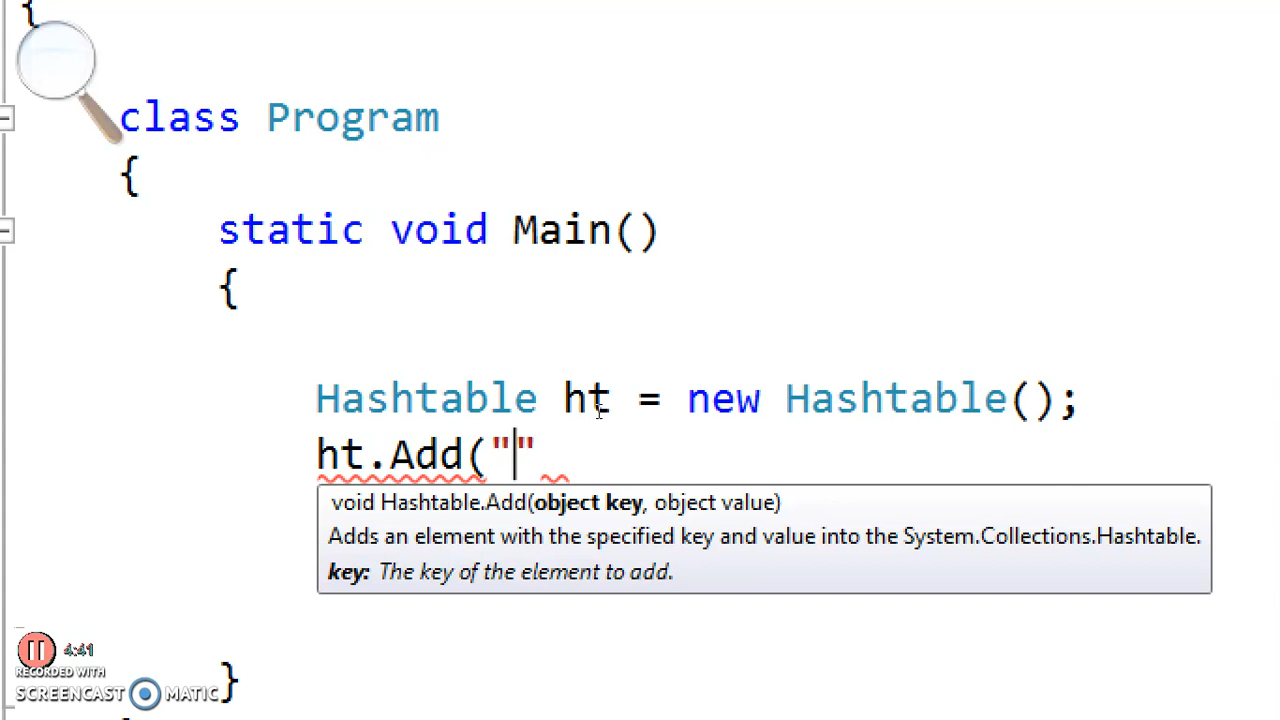 {
class Program
{
static void Main()
{
Hashtable ht = new Hashtable();
ht.Add(""
void Hashtable.Add(object key, object value)
Adds an element with the specified key and value into the System.Collections.Hashtable.
key: The key of the element to add.
4:41
RECORDED WITH
SCREENCAST MATIC
}